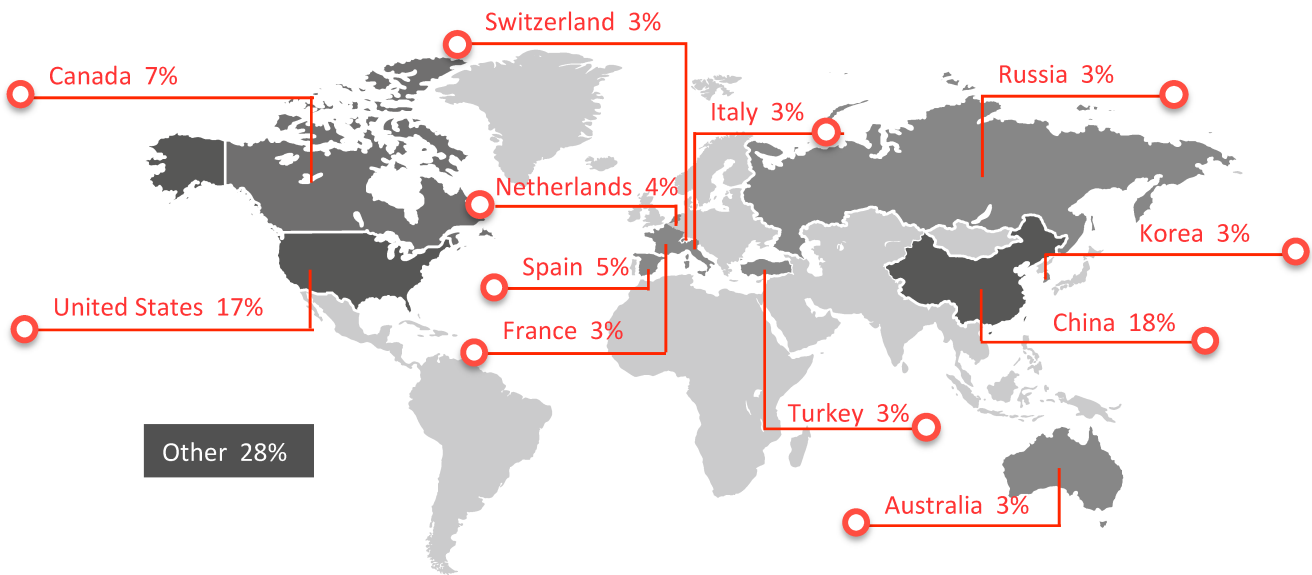 Switzerland 3%
Canada 7%
Russia 3%
Italy 3%
Netherlands 4%
Korea 3%
Spain 5%
United States 17%
China 18%
France 3%
Turkey 3%
Other 28%
Australia 3%